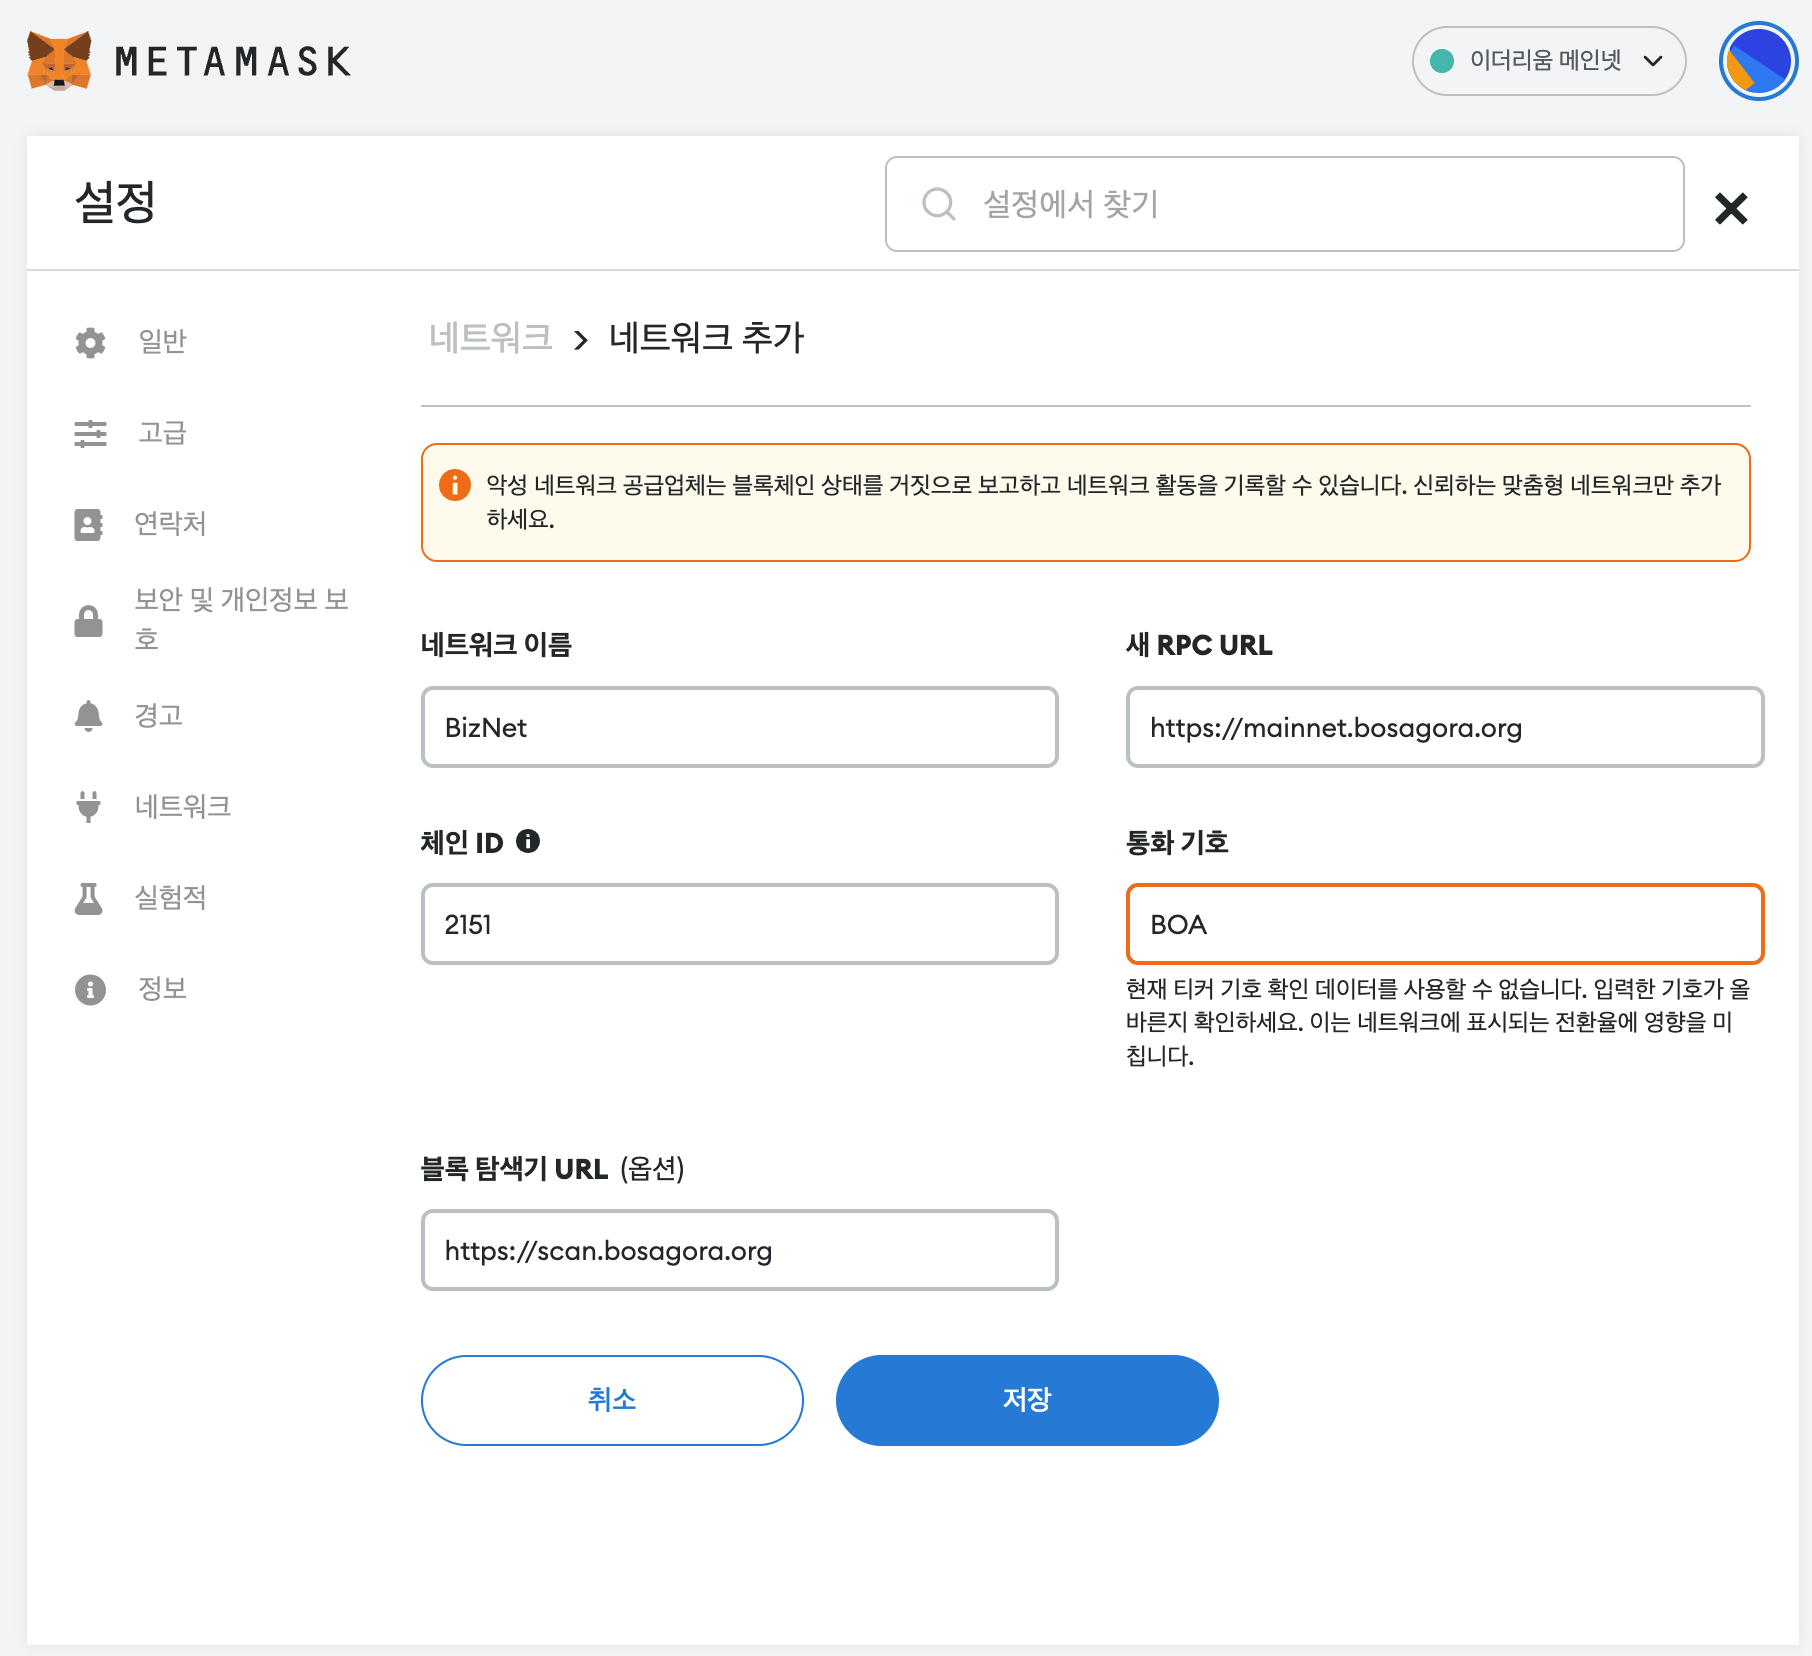 METAMASK
이더리움 메인넷
설정
설정에서 찾기
일반
고급
연락처
보안 및 개인정보 보
호
경고
네트워크
실험적
정보
네트워크 > 네트워크 추가
악성 네트워크 공급업체는 블록체인 상태를 거짓으로 보고하고 네트워크 활동을 기록할 수 있습니다. 신뢰하는 맞춤형 네트워크만 추가
하세요.
네트워크 이름
BizNet
새 RPC URL
https://mainnet.bosagora.org
체인 ID
2151
통화 기호
BOA
현재 티커 기호 확인 데이터를 사용할 수 없습니다. 입력한 기호가 올
바른지 확인하세요. 이는 네트워크에 표시되는 전환율에 영향을 미
칩니다.
블록 탐색기 URL (옵션)
https://scan.bosagora.org
취소
저장